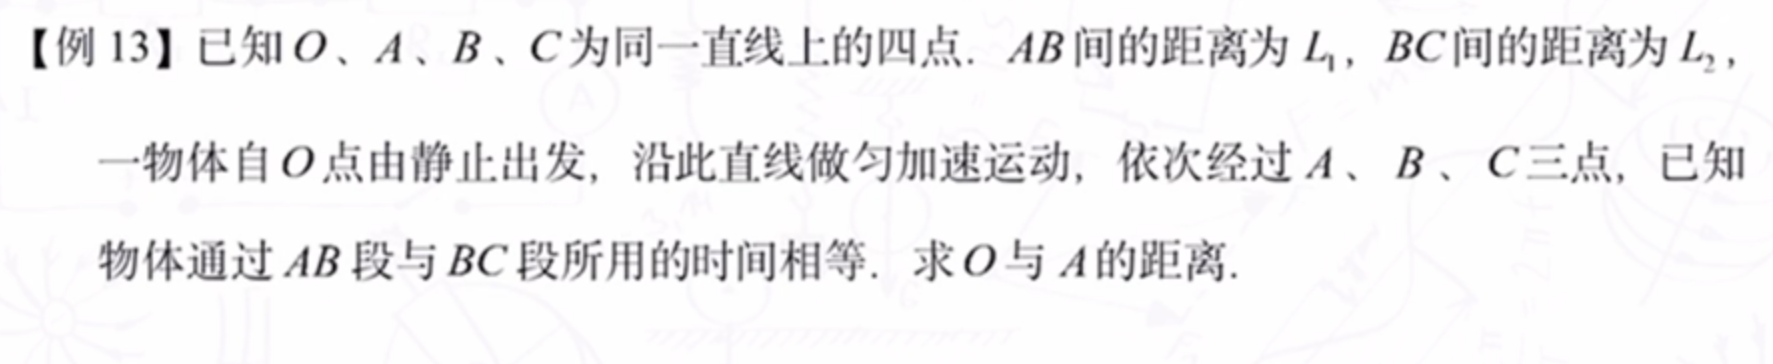 【例 13】已知 O、A、B、C 为同一直线上的四点. AB 间的距离为 L₁, BC 间的距离为 L₂,
一物体自 O 点由静止出发, 沿此直线做匀加速运动, 依次经过 A、B、C 三点, 已知
物体通过 AB 段与 BC 段所用的时间相等. 求 O 与 A 的距离.